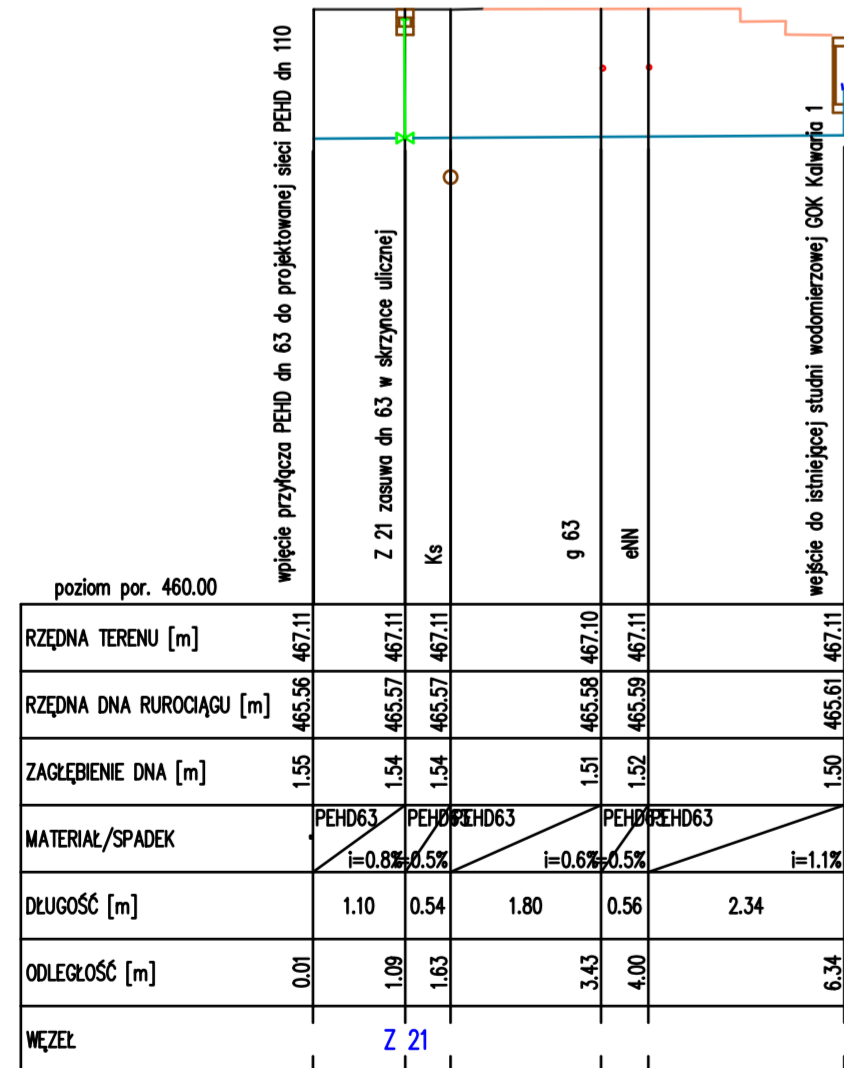 wpięcie przyłącza PEHD dn 63 do projektowanej sieci PEHD dn 110
Z 21 zasuwa dn 63 w skrzynce ulicznej
Ks
g 63
eNN
wejście do istniejącej studni wodomierzowej GOK Kalwaria 1
poziom por. 460.00
RZĘDNA TERENU [m] 467.11 467.11 467.11 467.10 467.11 467.11
RZĘDNA DNA RUROCIĄGU [m] 465.56 465.57 465.57 465.58 465.59 465.61
ZAGŁĘBIENIE DNA [m] 1.55 1.54 1.54 1.51 1.52 1.50
MATERIAŁ/SPADEK PEHD63 PEHD63 PEHD63 PEHD63 PEHD63
i=0.8% i=0.5% i=0.6% i=0.5% i=1.1%
DŁUGOŚĆ [m] 1.10 0.54 1.80 0.56 2.34
ODLEGŁOŚĆ [m] 0.01 1.09 1.63 3.43 4.00 6.34
WĘZEŁ Z 21